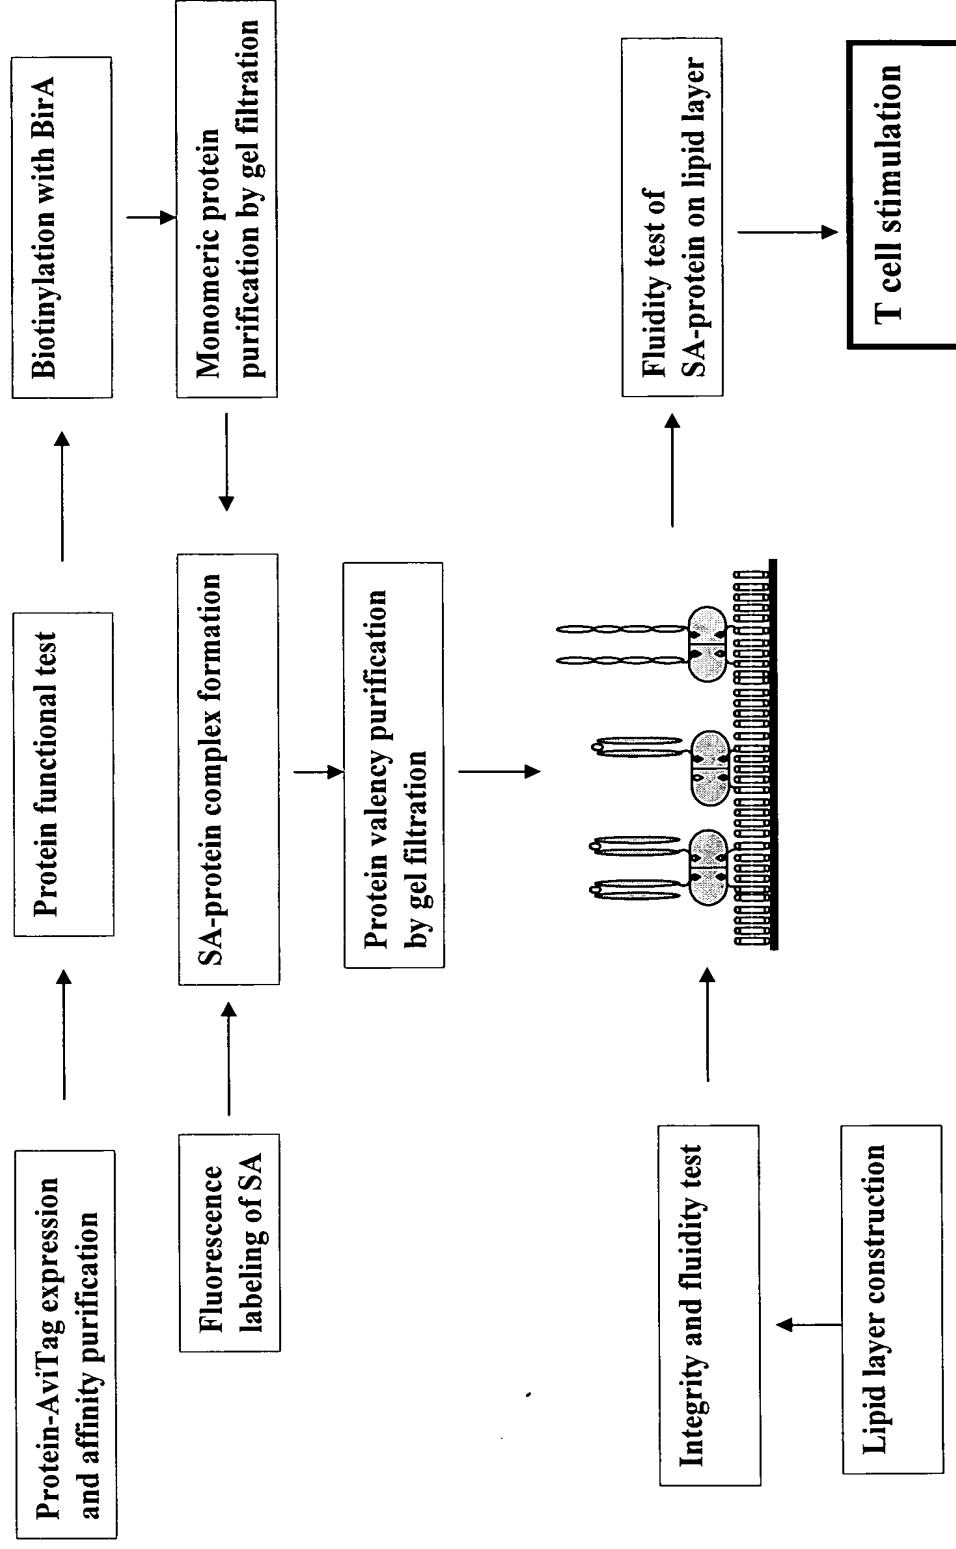 Protein-AviTag expression
and affinity purification
Protein functional test
Biotinylation with BirA
Fluorescence
labeling of SA
SA-protein complex formation
Monomeric protein
purification by gel filtration
Protein valency purification
by gel filtration
Integrity and fluidity test
Lipid layer construction
Fluidity test of
SA-protein on lipid layer
T cell stimulation